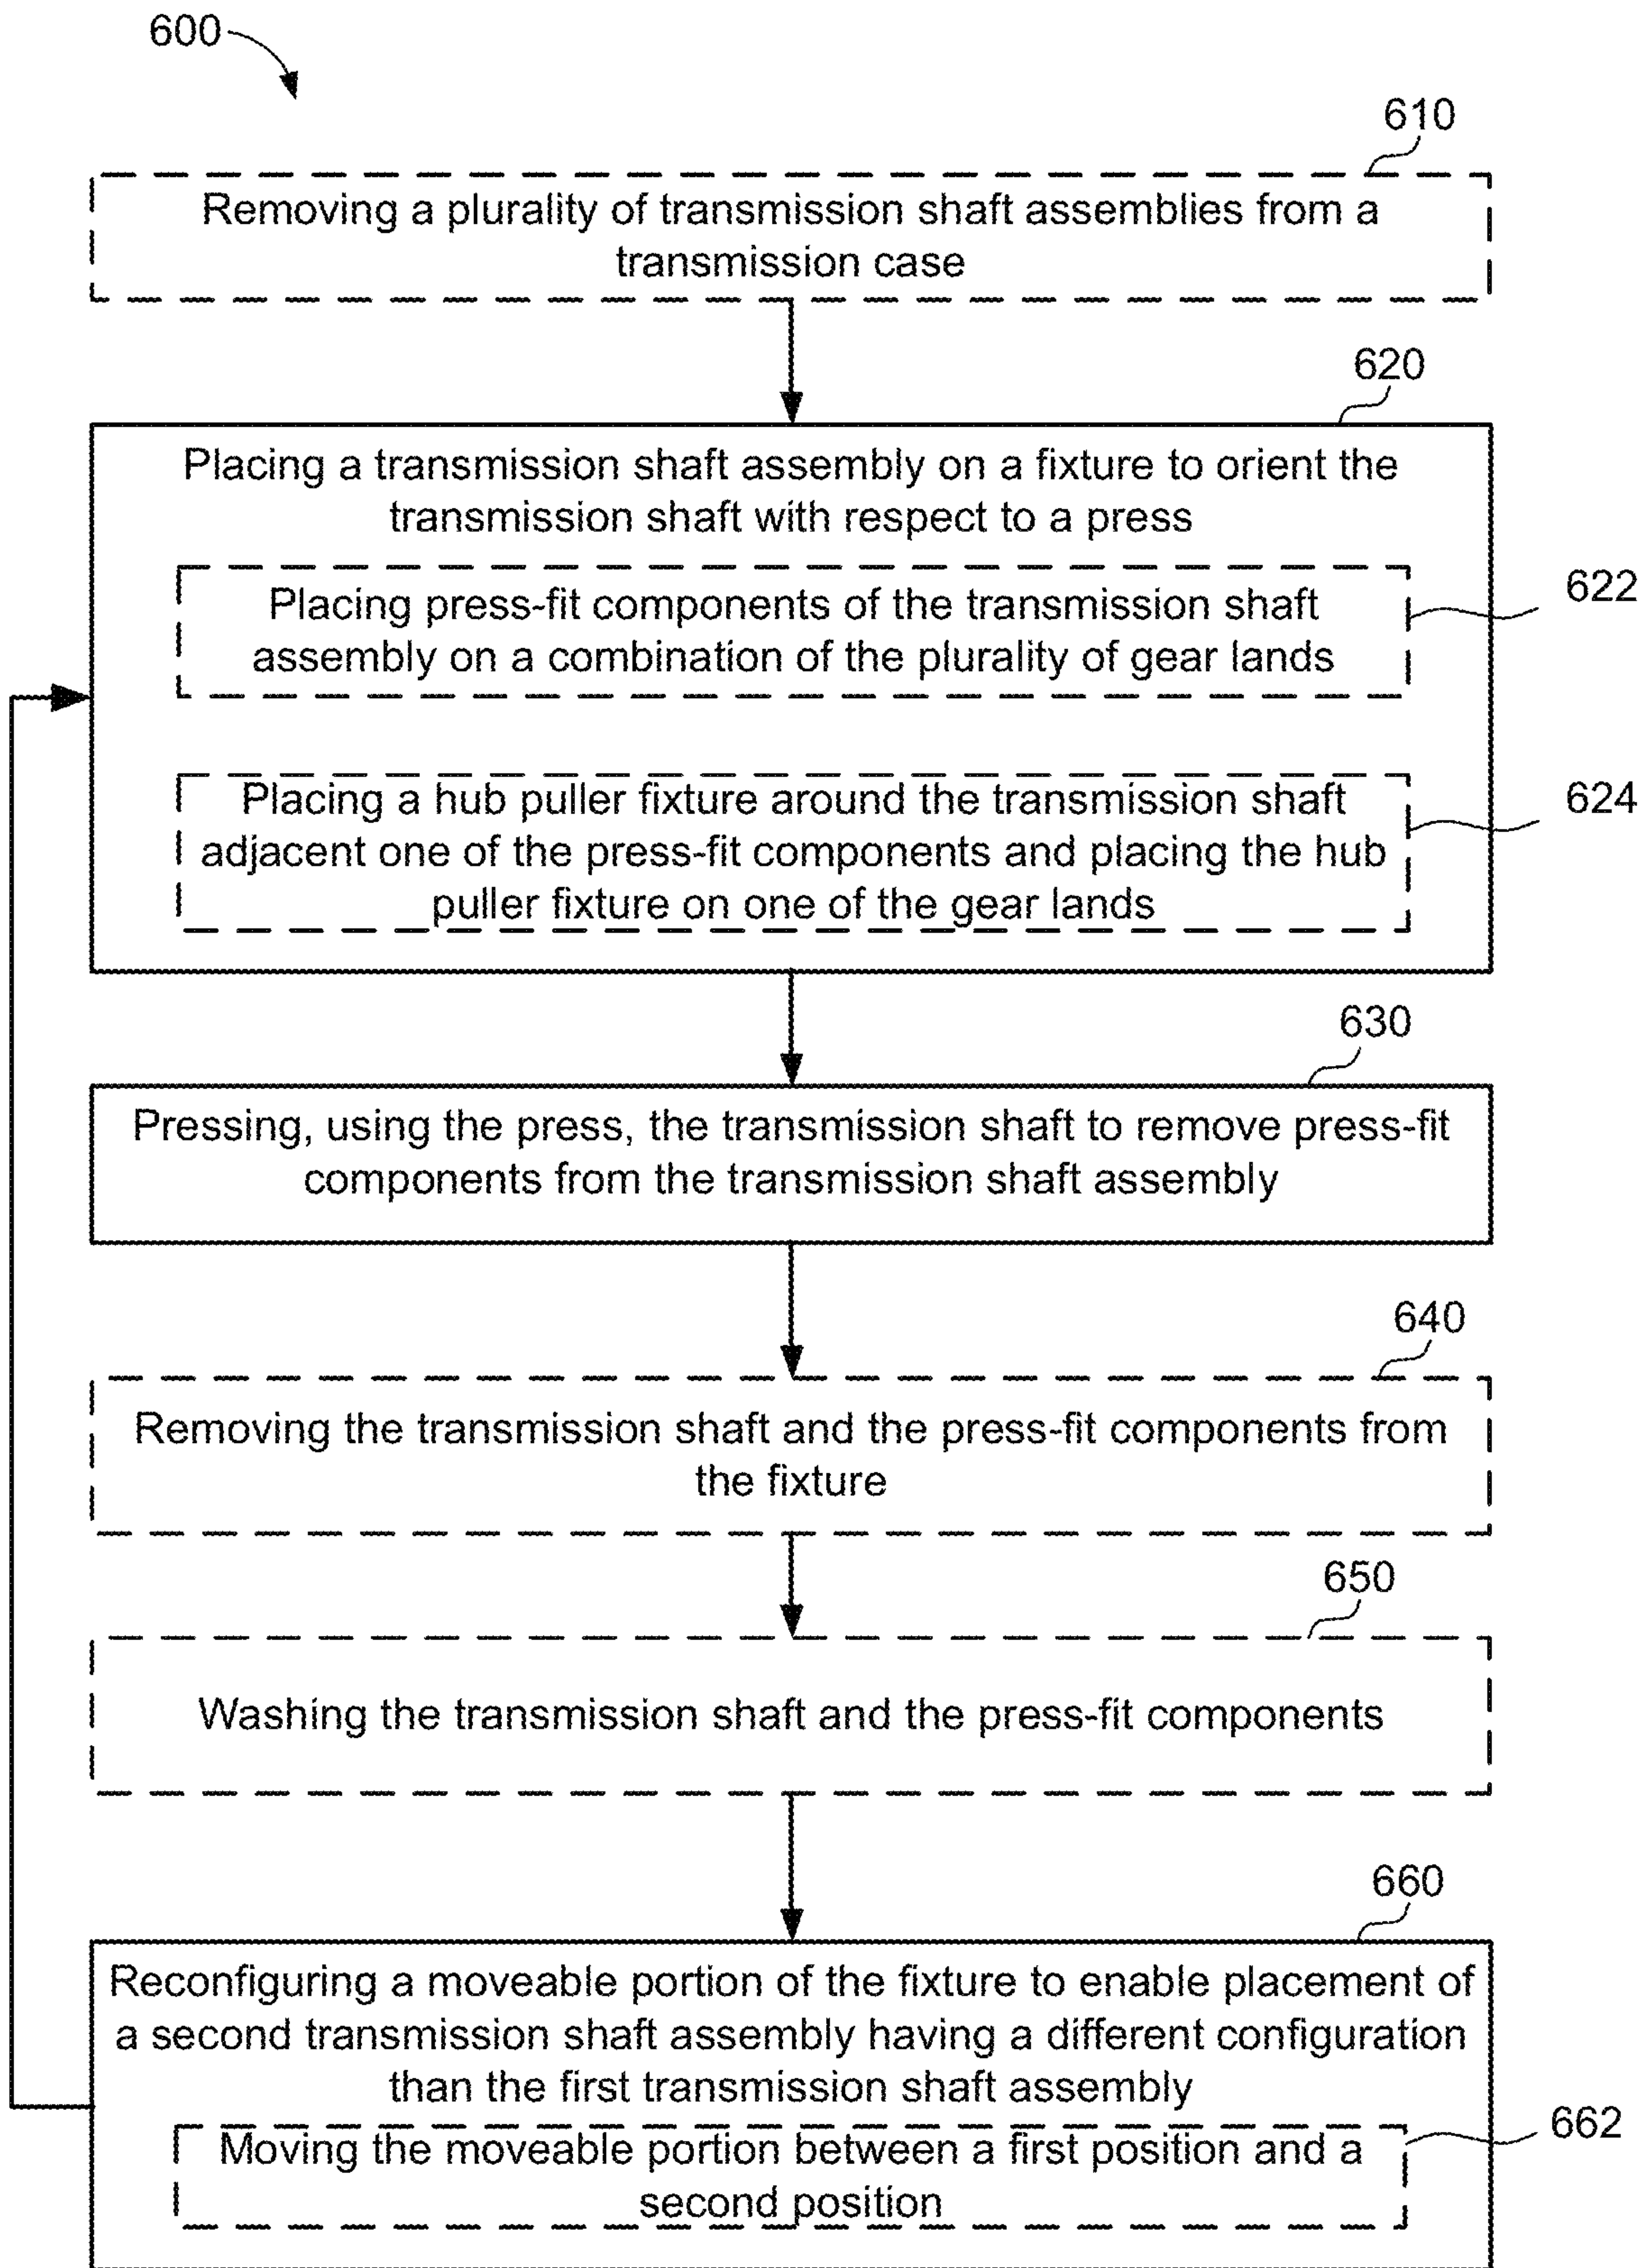 600
610
Removing a plurality of transmission shaft assemblies from a
transmission case
620
Placing a transmission shaft assembly on a fixture to orient the
transmission shaft with respect to a press
622
Placing press-fit components of the transmission shaft
assembly on a combination of the plurality of gear lands
624
Placing a hub puller fixture around the transmission shaft
adjacent one of the press-fit components and placing the hub
puller fixture on one of the gear lands
630
Pressing, using the press, the transmission shaft to remove press-fit
components from the transmission shaft assembly
640
Removing the transmission shaft and the press-fit components from
the fixture
650
Washing the transmission shaft and the press-fit components
660
Reconfiguring a moveable portion of the fixture to enable placement of
a second transmission shaft assembly having a different configuration
than the first transmission shaft assembly
662
Moving the moveable portion between a first position and a
second position